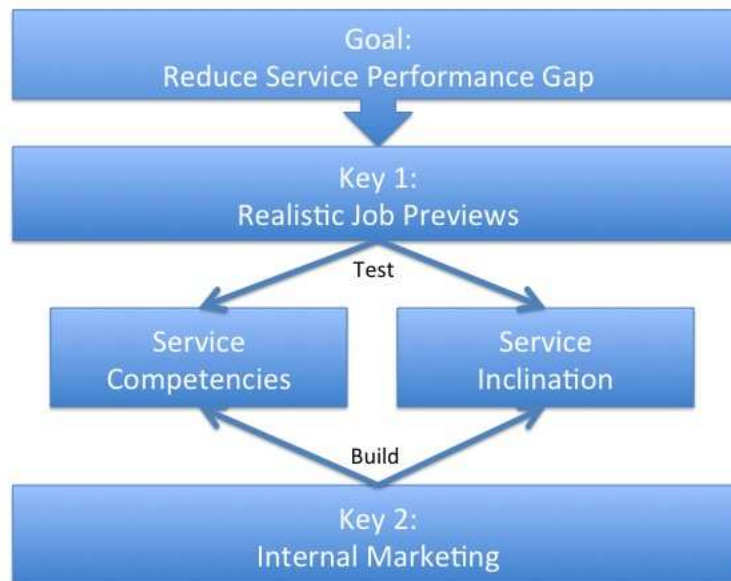 Goal:
Reduce Service Performance Gap
Key 1:
Realistic Job Previews
Test
Service
Competencies
Service
Inclination
Build
Key 2:
Internal Marketing